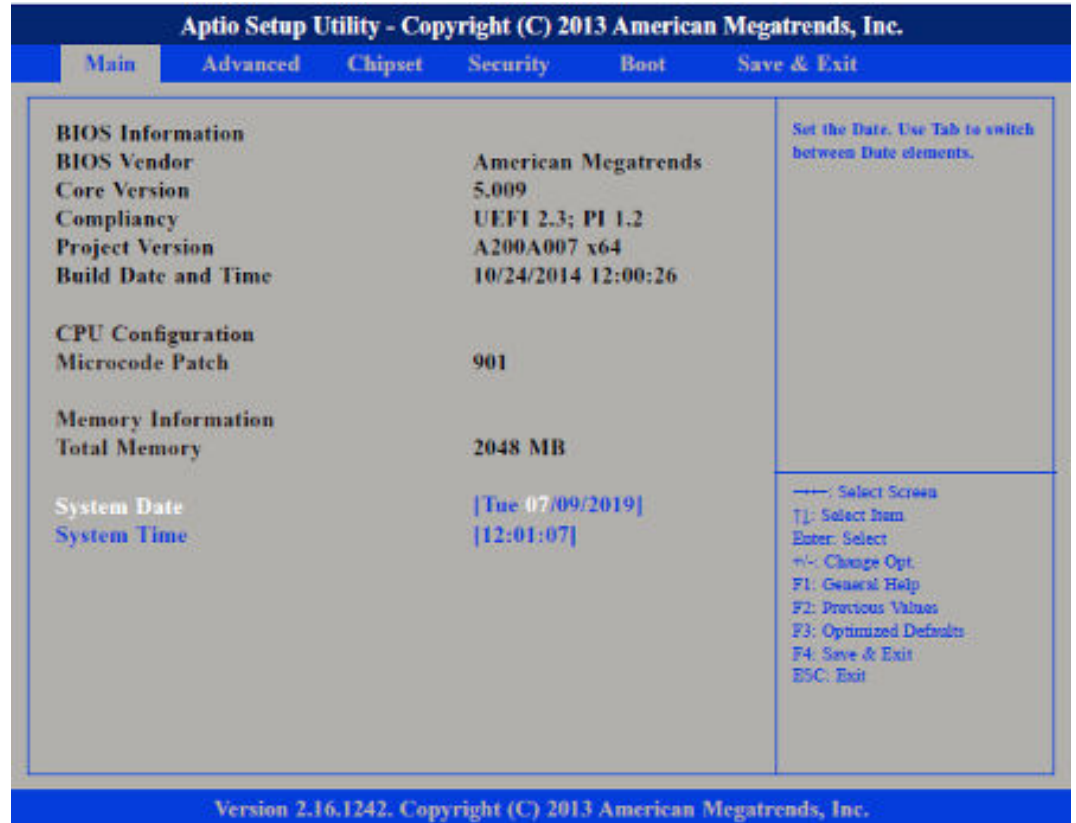 Aptio Setup Utility - Copyright (C) 2013 American Megatrends, Inc.
Main Advanced Chipset Security Boot Save & Exit
BIOS Information
BIOS Vendor American Megatrends
Core Version 5.009
Compliancy UEFI 2.3; PI 1.2
Project Version A200A007 x64
Build Date and Time 10/24/2014 12:00:26
CPU Configuration
Microcode Patch 901
Memory Information
Total Memory 2048 MB
System Date [Tue 07/09/2019]
System Time [12:01:07]
Set the Date. Use Tab to switch
between Date elements.
→←: Select Screen
↑↓: Select Item
Enter: Select
+/-: Change Opt.
F1: General Help
F2: Previous Values
F3: Optimized Defaults
F4: Save & Exit
ESC: Exit
Version 2.16.1242. Copyright (C) 2013 American Megatrends, Inc.